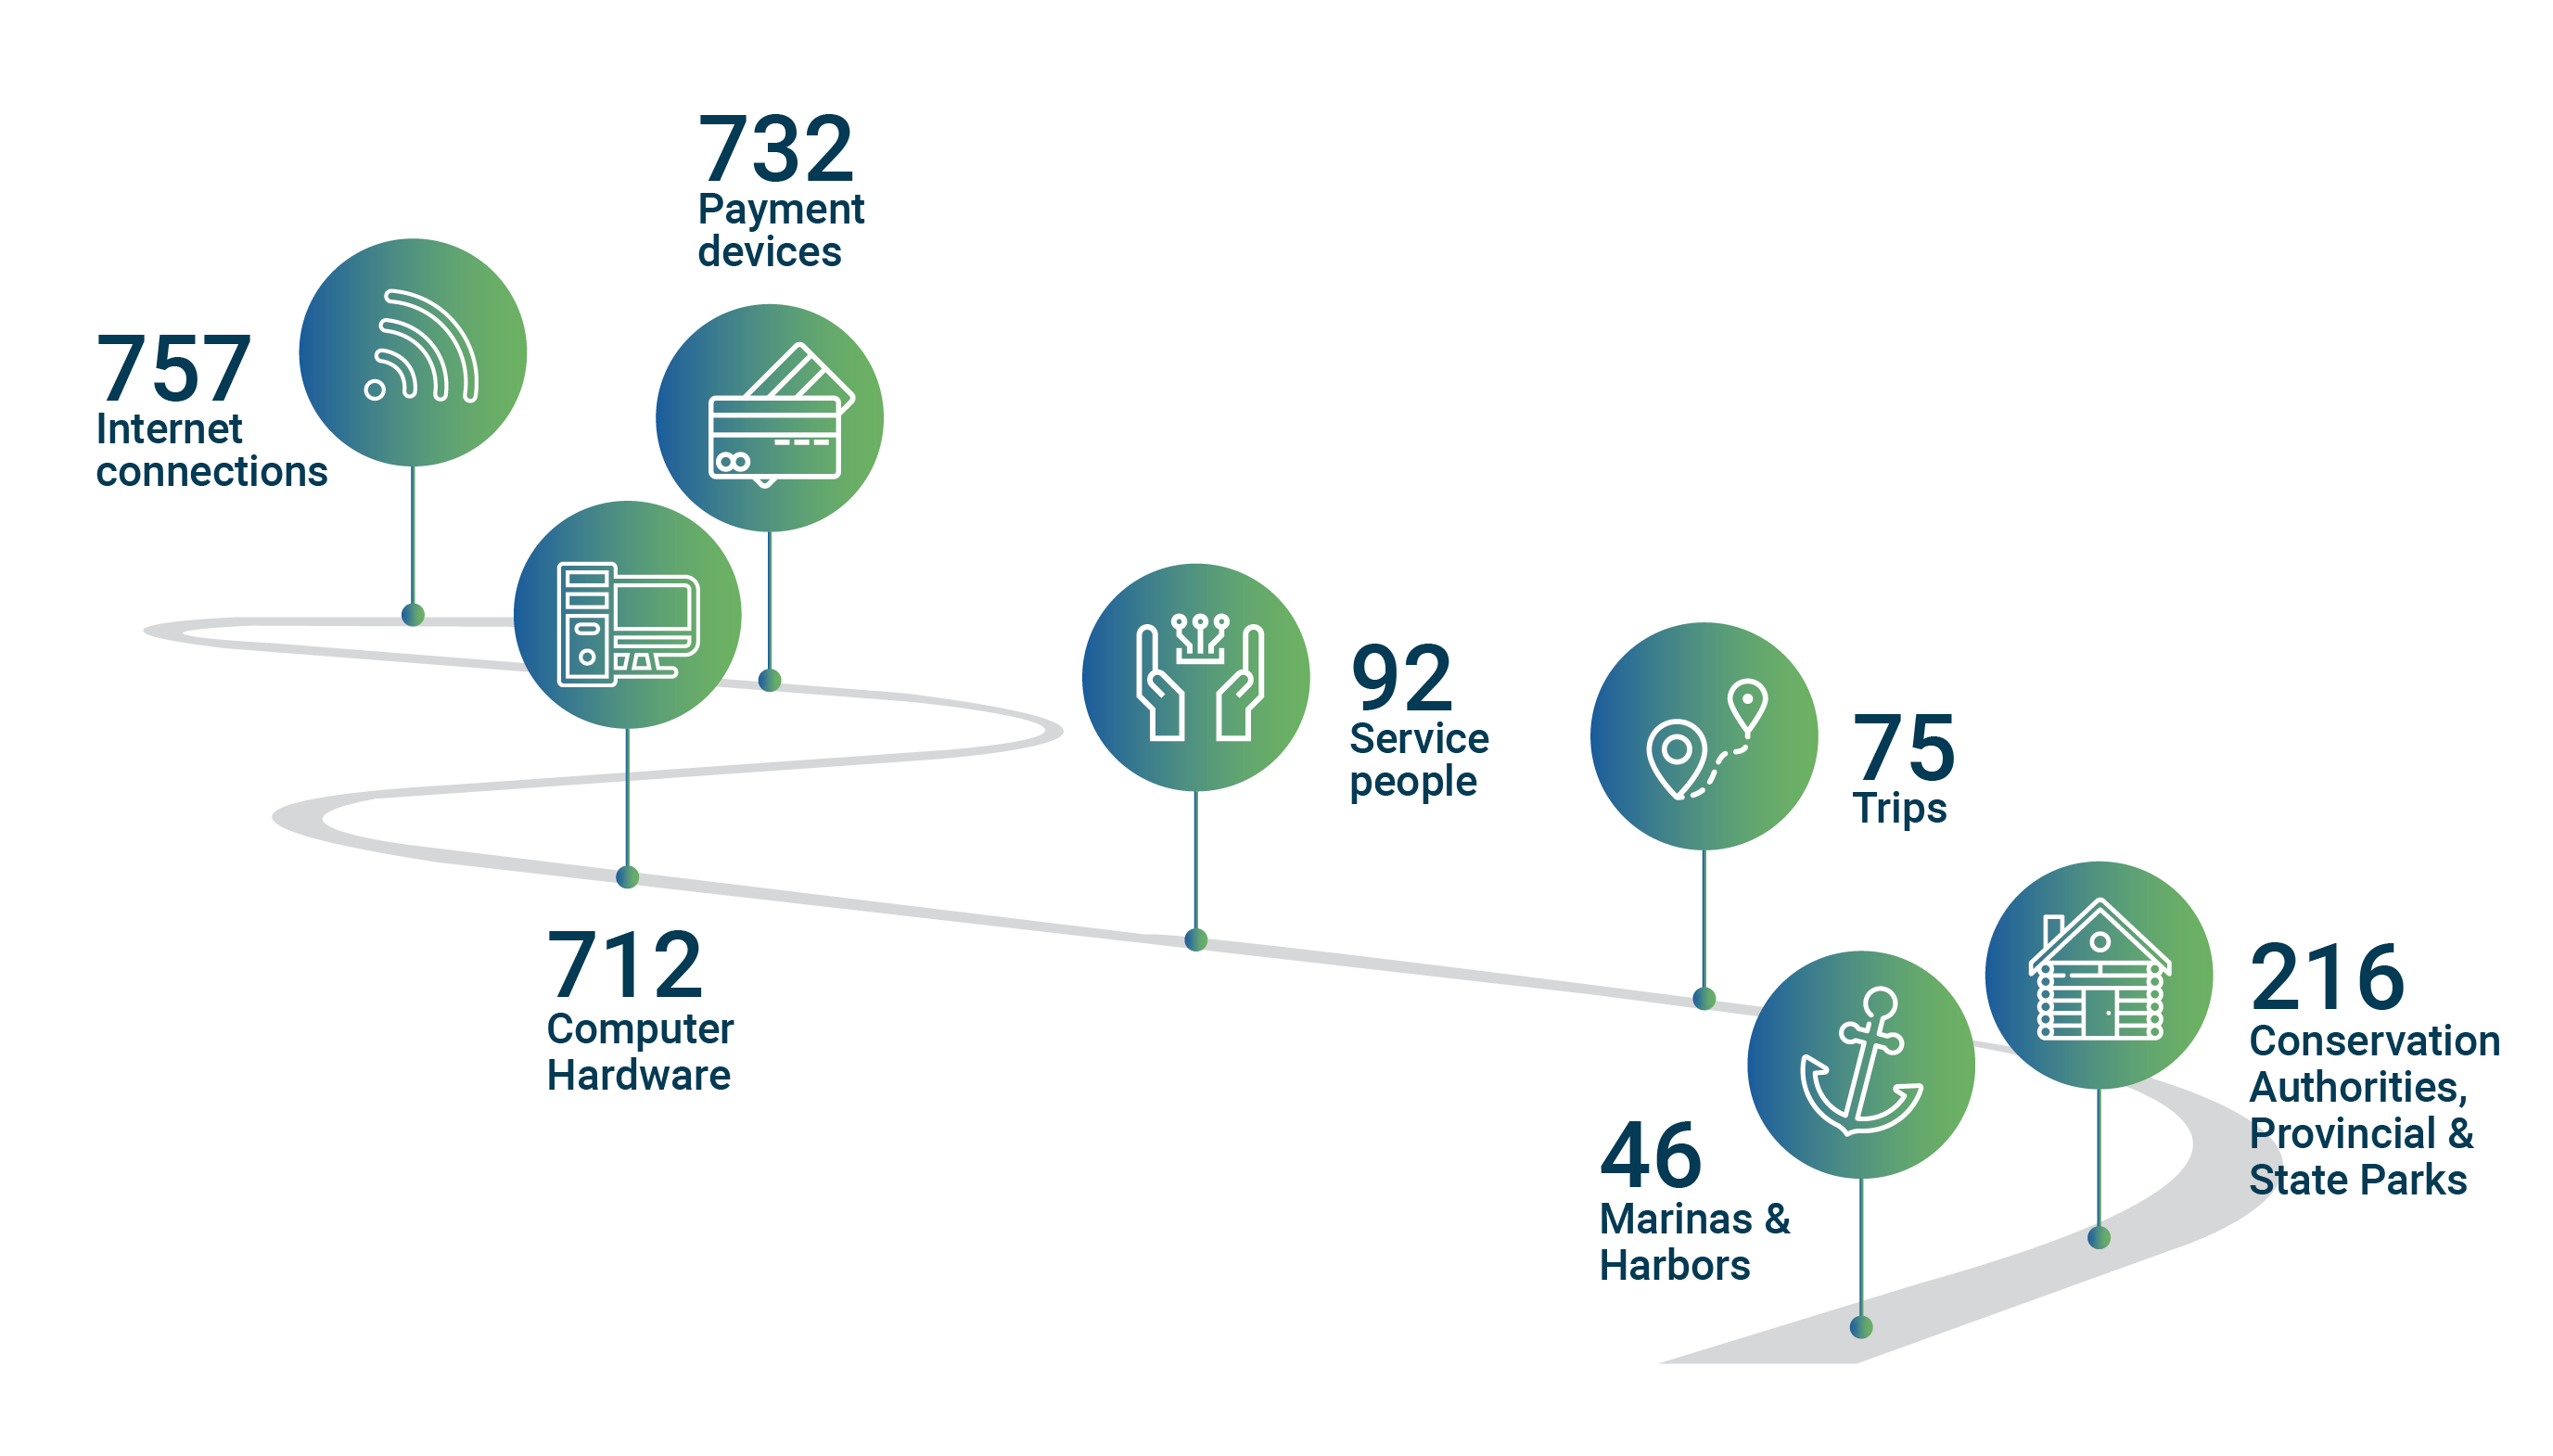 732
Payment
devices
757
Internet
connections
92
Service
people
75
Trips
712
Computer
Hardware
216
Conservation
Authorities,
Provincial &
State Parks
46
Marinas &
Harbors